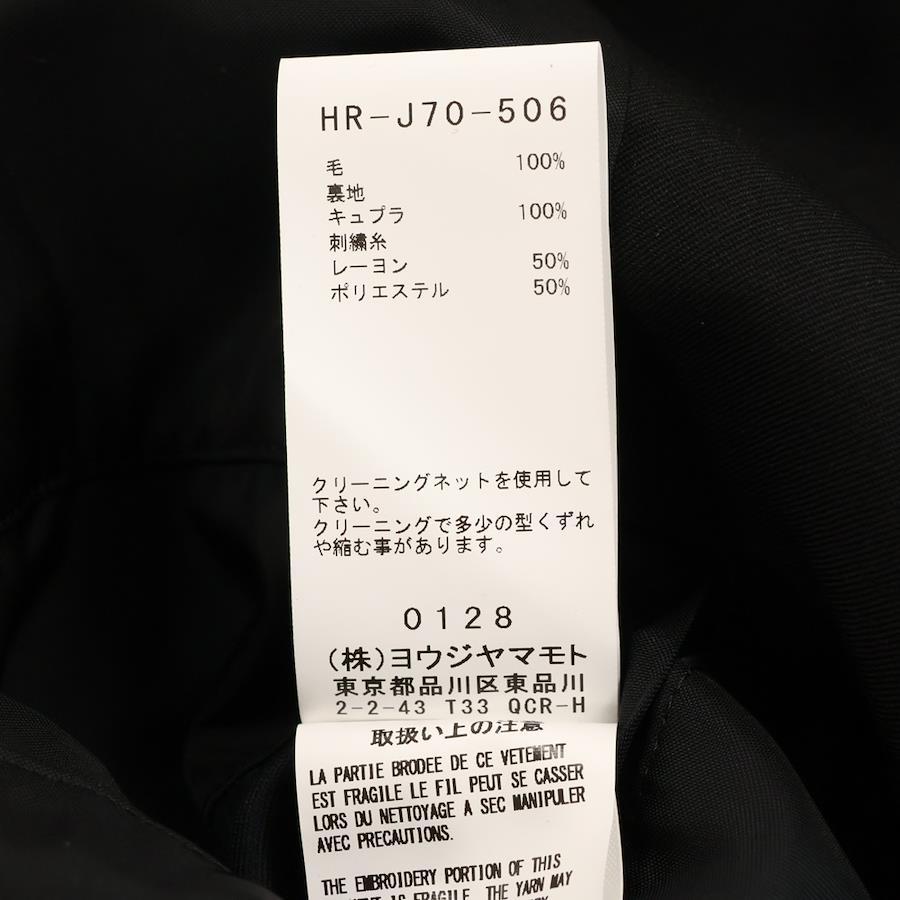 HR-J70-506
毛 100%
裏地
キュプラ 100%
刺繍糸
レーヨン 50%
ポリエステル 50%
クリーニングネットを使用して
下さい。
クリーニングで多少の型くずれ
や縮む事があります。
0128
(株)ヨウジヤマモト
東京都品川区東品川
2-2-43 T33 QCR-H
取扱い上の注意
LA PARTIE BRODEE DE CE VETEMENT
EST FRAGILE LE FIL PEUT SE CASSER
LORS DU NETTOYAGE A SEC MANIPULER
AVEC PRECAUTIONS.
THE EMBROIDERY PORTION OF THIS
IS FRAGILE. THE YARN MAY